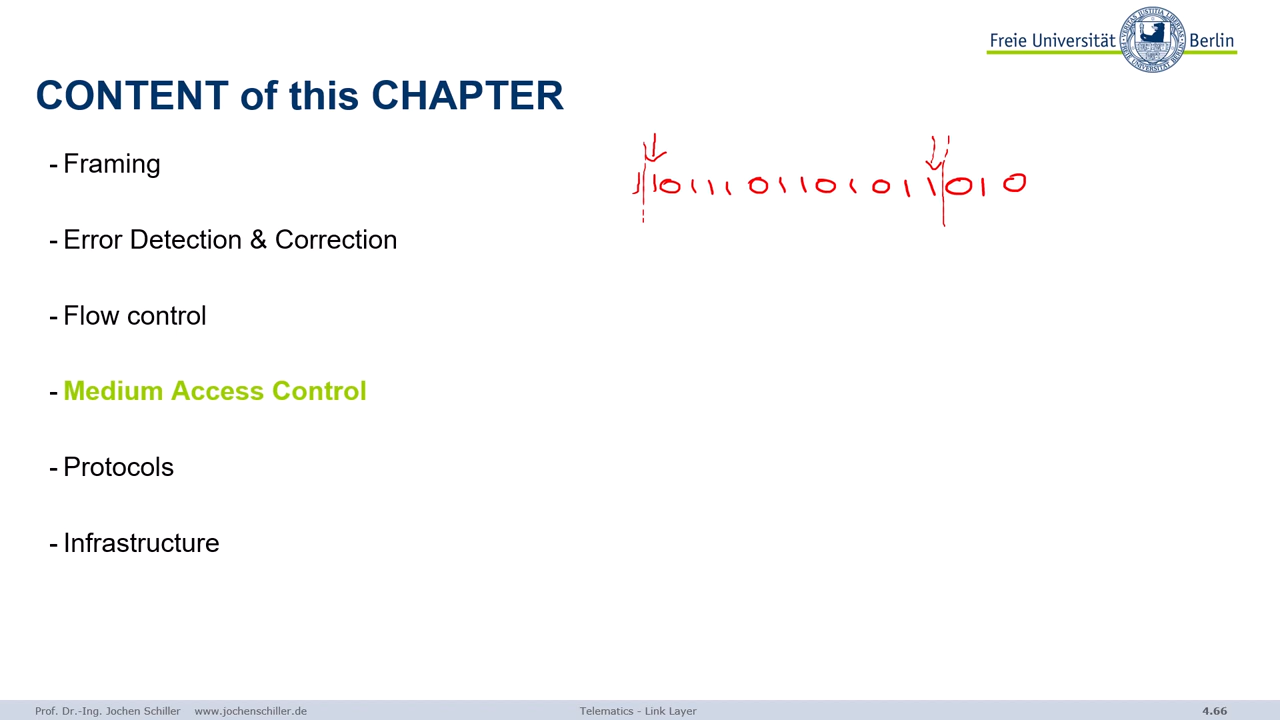 Freie Universität Berlin
CONTENT of this CHAPTER
- Framing
11011101101011010
- Error Detection & Correction
- Flow control
- Medium Access Control
- Protocols
- Infrastructure
Prof. Dr.-Ing. Jochen Schiller www.jochenschiller.de Telematics - Link Layer 4.66